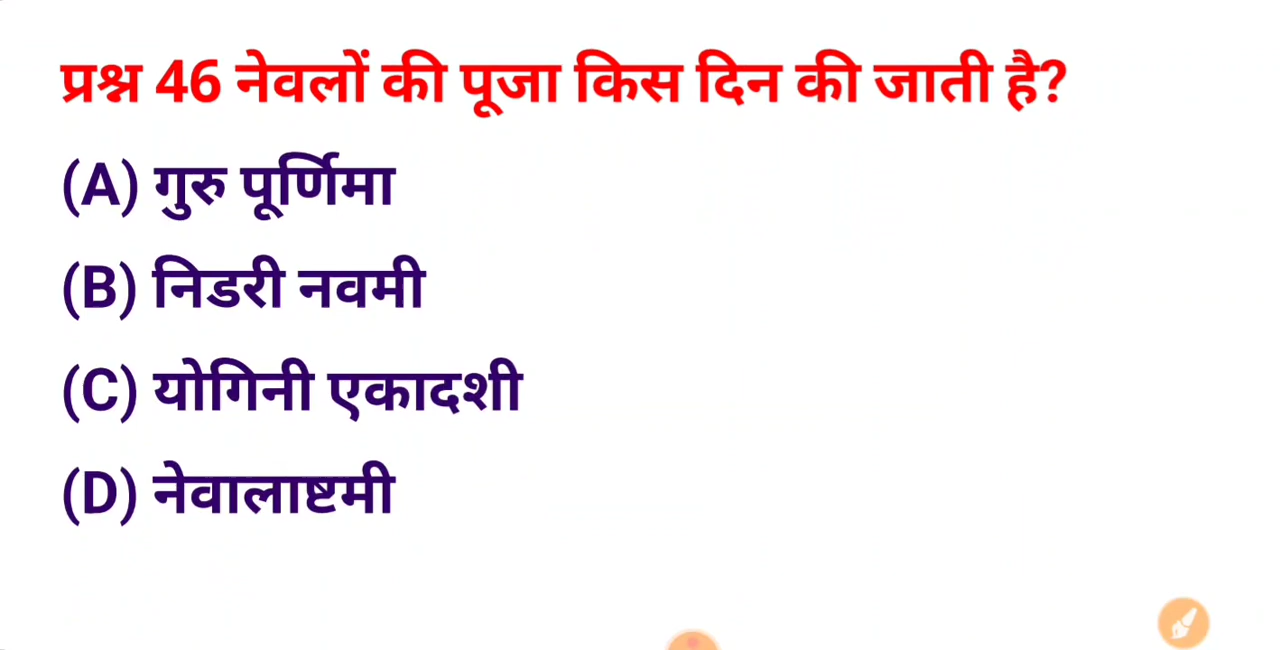 प्रश्न 46 नेवलों की पूजा किस दिन की जाती है?
(A) गुरु पूर्णिमा
(B) निडरी नवमी
(C) योगिनी एकादशी
(D) नेवालाष्टमी